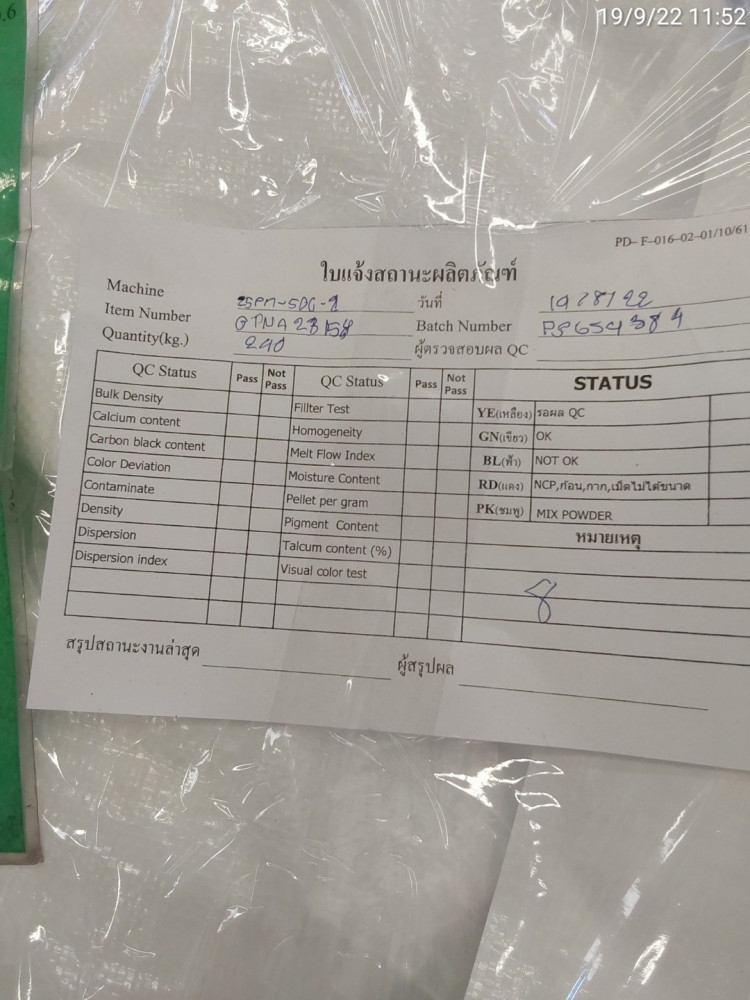 .6
19/9/22 11:52
PD-F-016-02-01/10/61
ใบแจ้งสถานะผลิตภัณฑ์
Machine
วันที่ 19/8/22
Item Number
Batch Number
Quantity(kg.) 240 ผู้ตรวจสอบผล QC
QC Status Pass Not Pass QC Status Pass Not Pass STATUS
Bulk Density Fillter Test YE(เหลือง) รอผล QC
Calcium content Homogeneity GN(เขียว) OK
Carbon black content Melt Flow Index BL(ฟ้า) NOT OK
Color Deviation Moisture Content RD(แดง) NCP,ก้อน,กาก,เม็ดไม่ได้ขนาด
Contaminate Pellet per gram PK(ชมพู) MIX POWDER
Density Pigment Content หมายเหตุ
Dispersion Talcum content (%)
Dispersion index Visual color test
8
สรุปสถานะงานล่าสุด ผู้สรุปผล